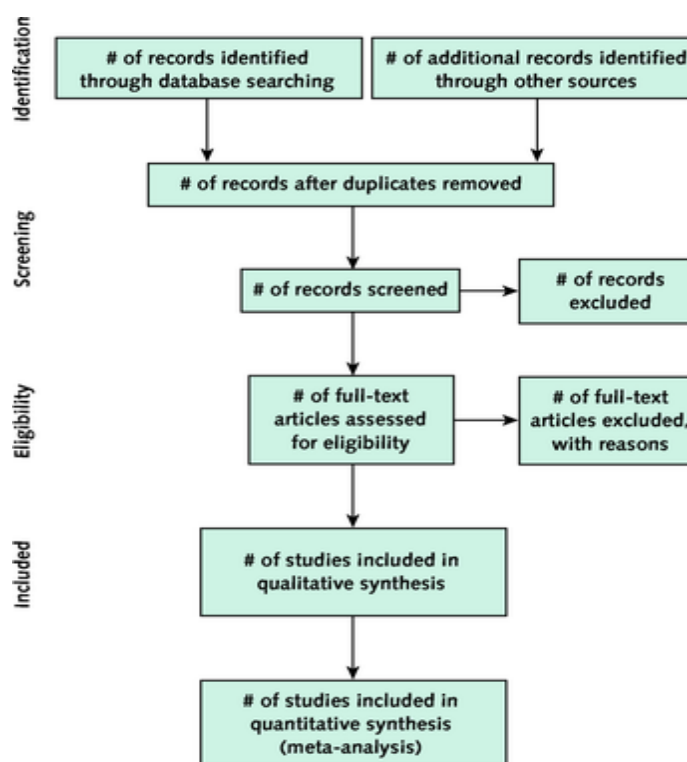 Identification
# of records identified
through database searching
# of additional records identified
through other sources
# of records after duplicates removed
Screening
# of records screened
# of records
excluded
Eligibility
# of full-text
articles assessed
for eligibility
# of full-text
articles excluded,
with reasons
Included
# of studies included in
qualitative synthesis
# of studies included in
quantitative synthesis
(meta-analysis)